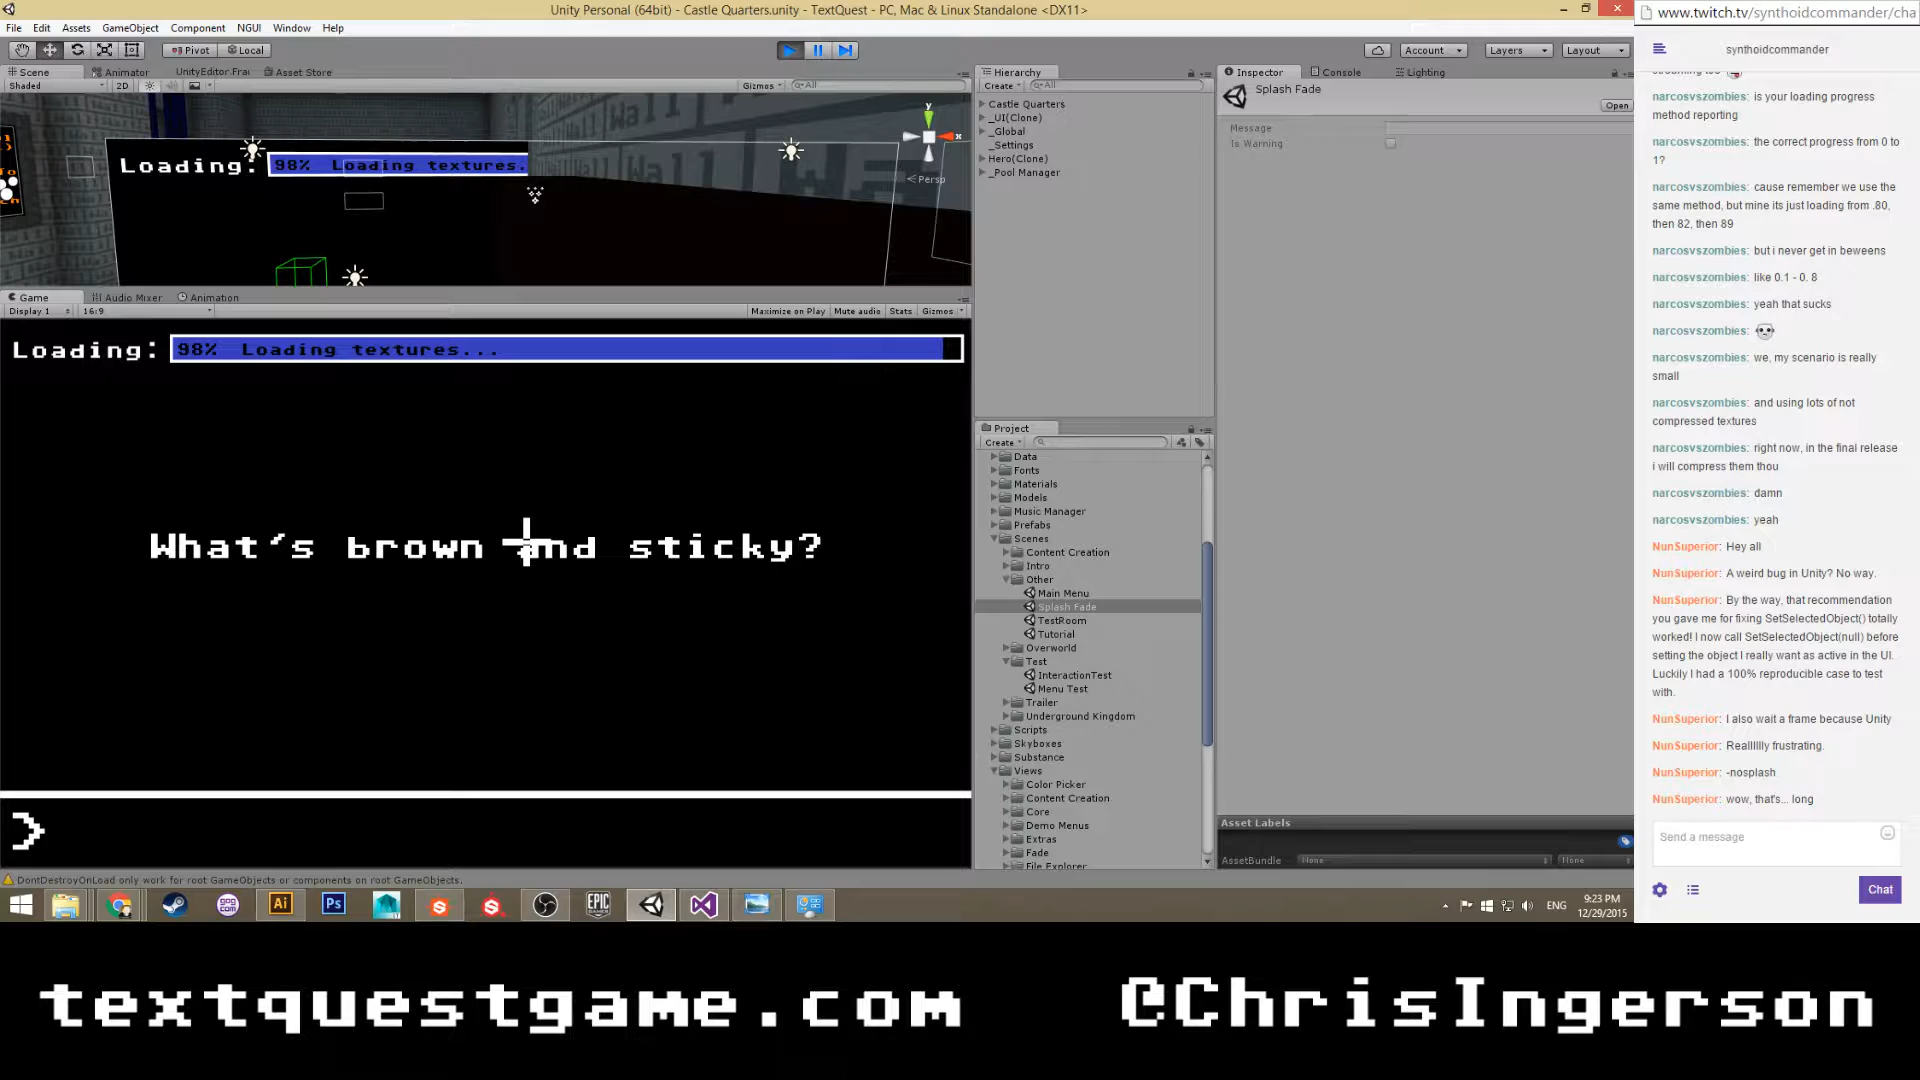 Unity Personal (64bit) - Castle Quarters.unity - TextQuest - PC, Mac & Linux Standalone <DX11>
File Edit Assets GameObject Component NGUI Window Help
Pivot Local
Account Layers Layout
Scene Animator UnityEditor.Fra Asset Store
Shaded 2D Gizmos All
Loading: 98% Loading textures.
y
x
Persp
Game Audio Mixer Animation
Display 1 16:9 Maximize on Play Mute audio Stats Gizmos
Loading: 98% Loading textures...
What's brown and sticky?
>
DontDestroyOnLoad only work for root GameObjects or components on root GameObjects.
Hierarchy
Create All
Castle Quarters
_UI(Clone)
_Global
_Settings
Hero(Clone)
_Pool Manager
Project
Create
Data
Fonts
Materials
Models
Music Manager
Prefabs
Scenes
Content Creation
Intro
Other
Main Menu
Splash Fade
TestRoom
Tutorial
Overworld
Test
InteractionTest
Menu Test
Trailer
Underground Kingdom
Scripts
Skyboxes
Substance
Views
Color Picker
Content Creation
Core
Demo Menus
Extras
Fade
File Explorer
Inspector Console Lighting
Splash Fade
Open
Message
Is Warning
Asset Labels
AssetBundle None None
www.twitch.tv/synthoidcommander/cha
synthoidcommander
narcosvszombies: is your loading progress
method reporting
narcosvszombies: the correct progress from 0 to
1?
narcosvszombies: cause remember we use the
same method, but mine its just loading from .80,
then 82, then 89
narcosvszombies: but i never get in beweens
narcosvszombies: like 0.1 - 0. 8
narcosvszombies: yeah that sucks
narcosvszombies:
narcosvszombies: we, my scenario is really
small
narcosvszombies: and using lots of not
compressed textures
narcosvszombies: right now, in the final release
i will compress them thou
narcosvszombies: damn
narcosvszombies: yeah
NunSuperior: Hey all
NunSuperior: A weird bug in Unity? No way.
NunSuperior: By the way, that recommendation
you gave me for fixing SetSelectedObject() totally
worked! I now call SetSelectedObject(null) before
setting the object I really want as active in the UI.
Luckily I had a 100% reproducible case to test
with.
NunSuperior: I also wait a frame because Unity
NunSuperior: Realllllly frustrating.
NunSuperior: -nosplash
NunSuperior: wow, that's... long
Send a message
Chat
Ai Ps GOG COM EPIC GAMES
ENG 9:23 PM
12/29/2015
textquestgame.com @ChrisIngerson